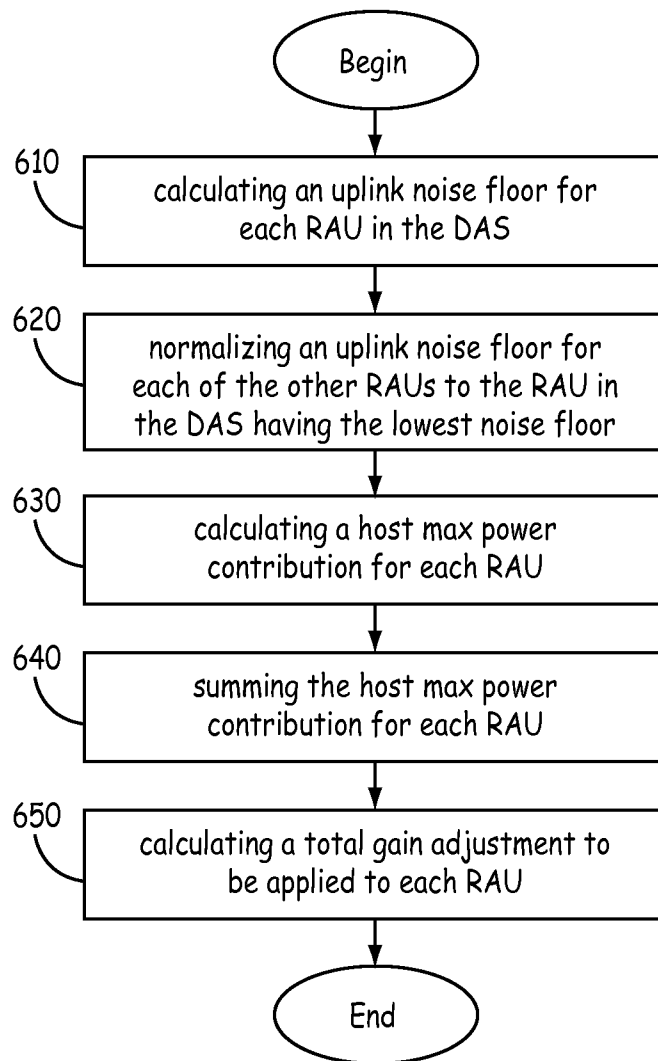 Begin
610
calculating an uplink noise floor for
each RAU in the DAS
620
normalizing an uplink noise floor for
each of the other RAUs to the RAU in
the DAS having the lowest noise floor
630
calculating a host max power
contribution for each RAU
640
summing the host max power
contribution for each RAU
650
calculating a total gain adjustment to
be applied to each RAU
End